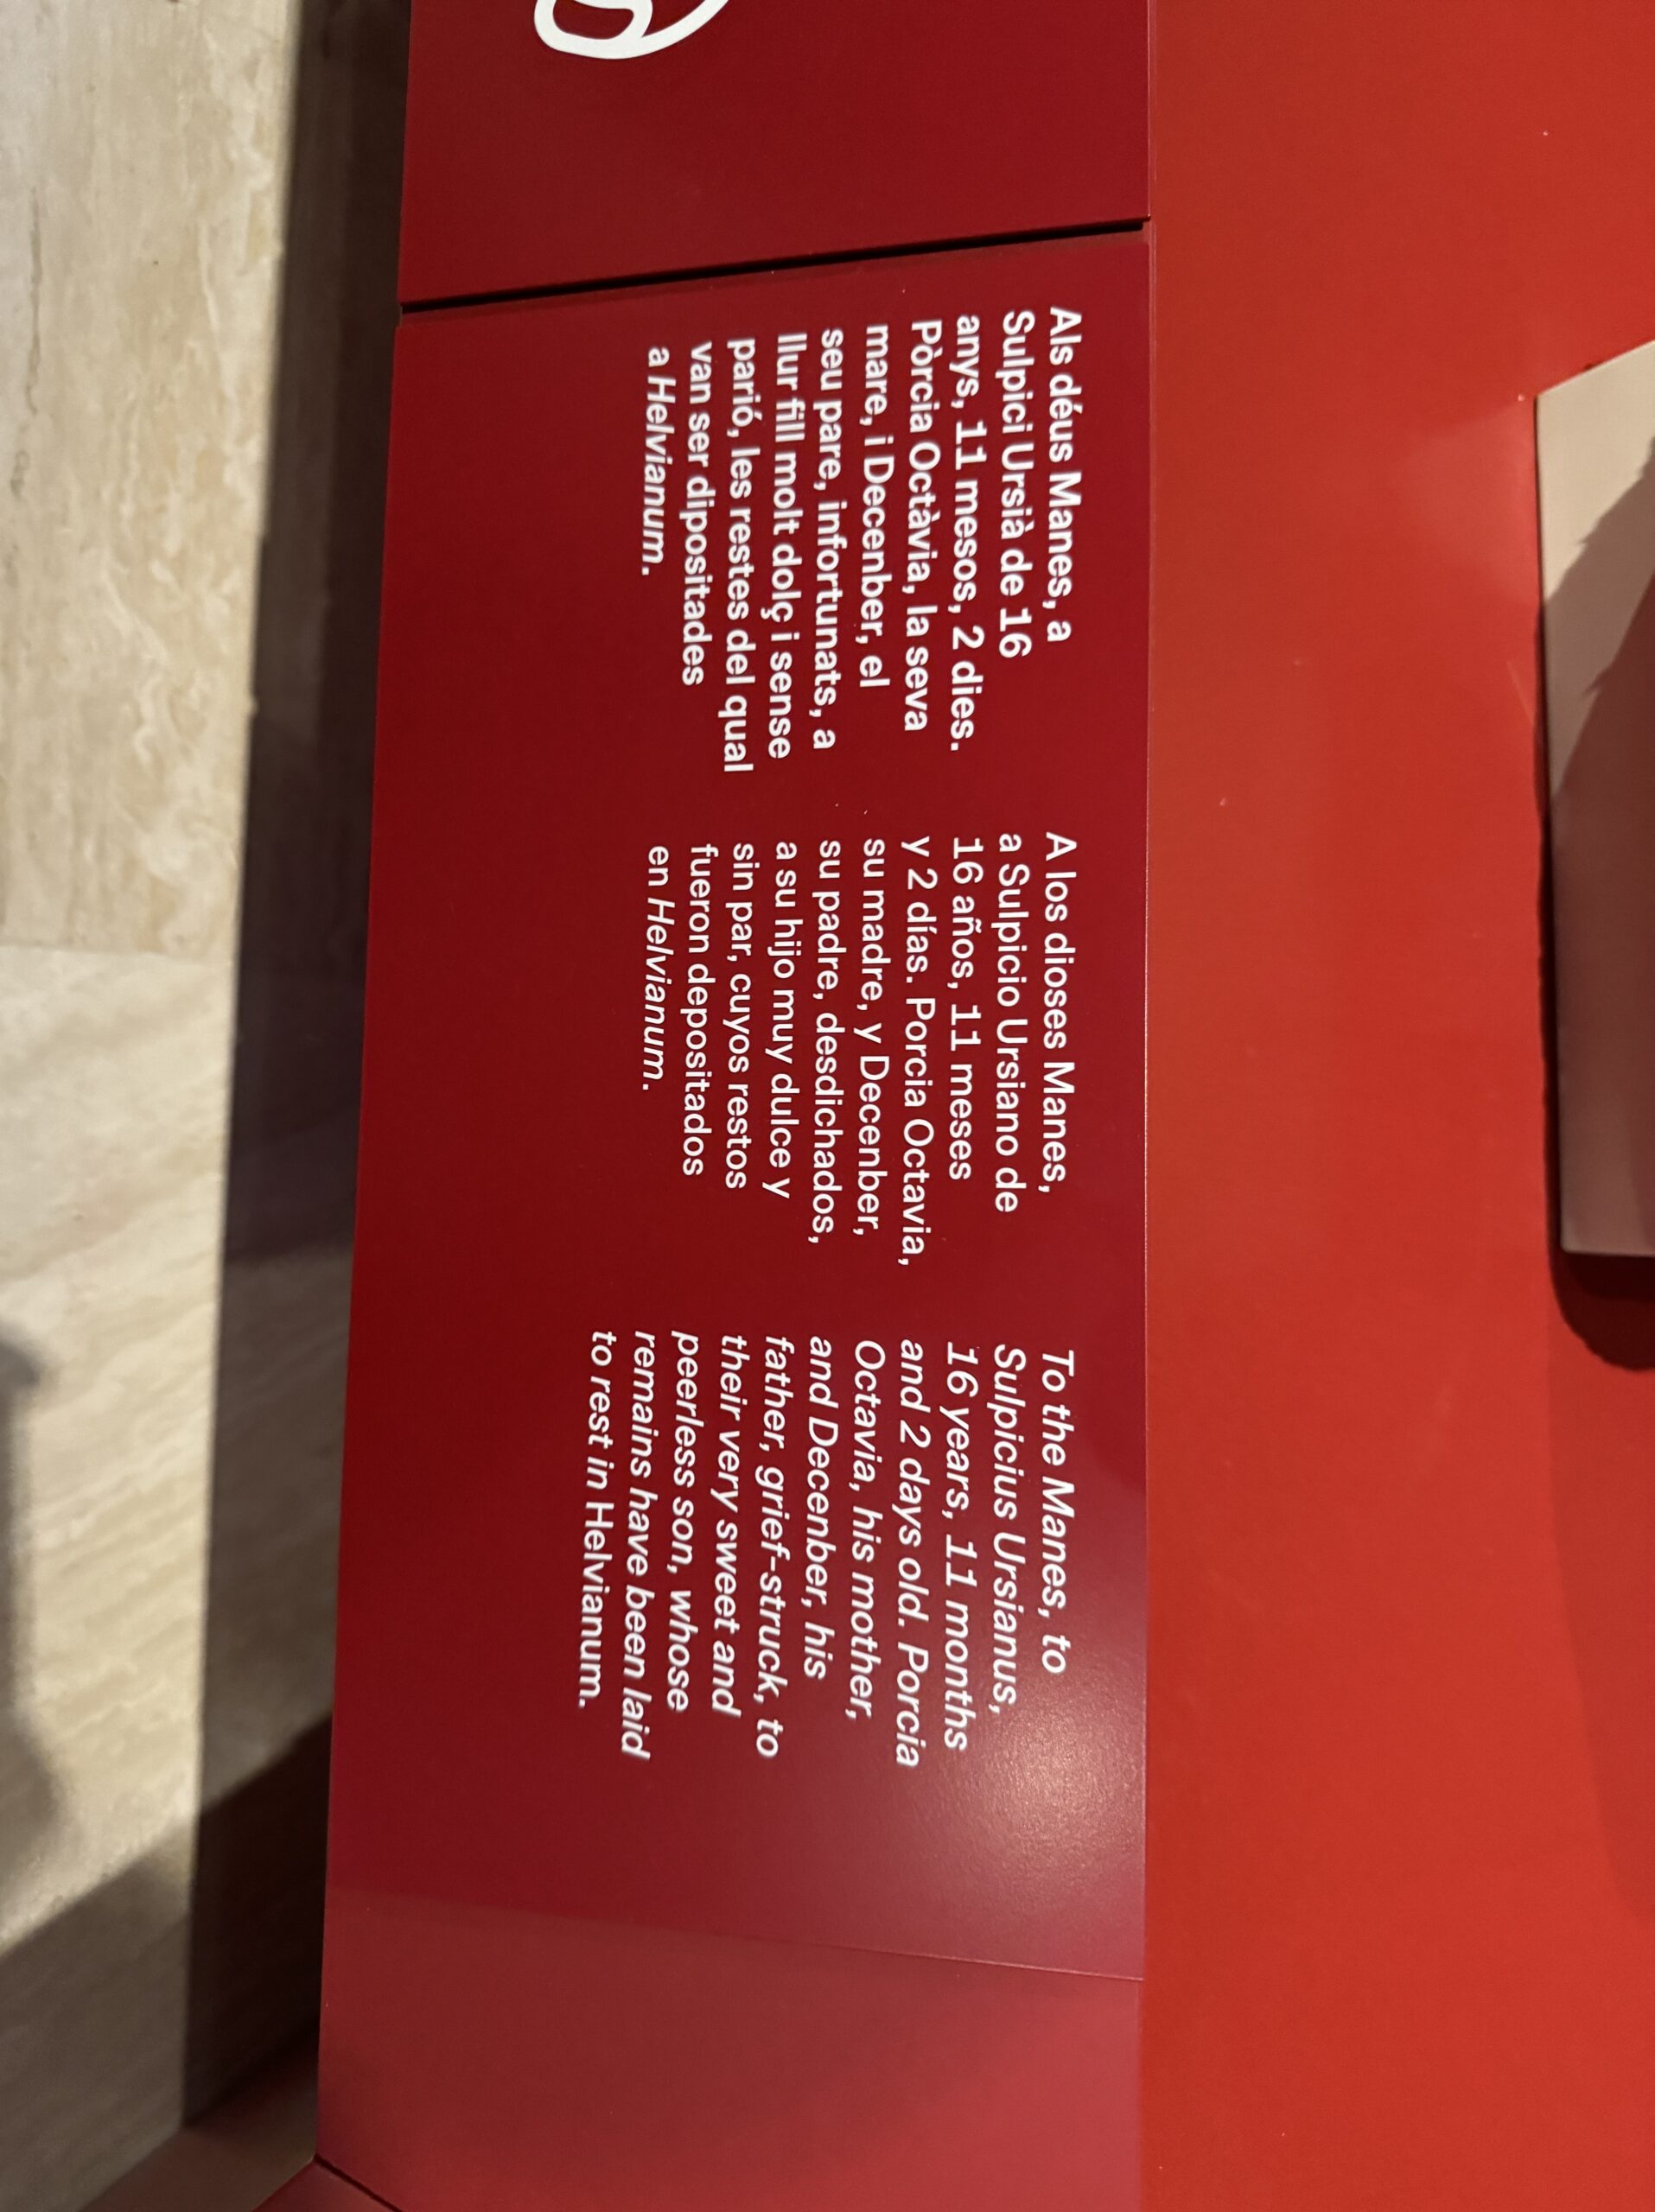 Als déus Manes, a
Sulpici Ursià de 16
anys, 11 mesos, 2 dies.
Pòrcia Octàvia, la seva
mare, i Decenber, el
seu pare, infortunats, a
llur fill molt dolç i sense
parió, les restes del qual
van ser dipositades
a Helvianum.
A los dioses Manes,
a Sulpicio Ursiano de
16 años, 11 meses
y 2 días. Porcia Octavia,
su madre, y Decenber,
su padre, desdichados,
a su hijo muy dulce y
sin par, cuyos restos
fueron depositados
en Helvianum.
To the Manes, to
Sulpicius Ursianus,
16 years, 11 months
and 2 days old. Porcia
Octavia, his mother,
and Decenber, his
father, grief-struck, to
their very sweet and
peerless son, whose
remains have been laid
to rest in Helvianum.